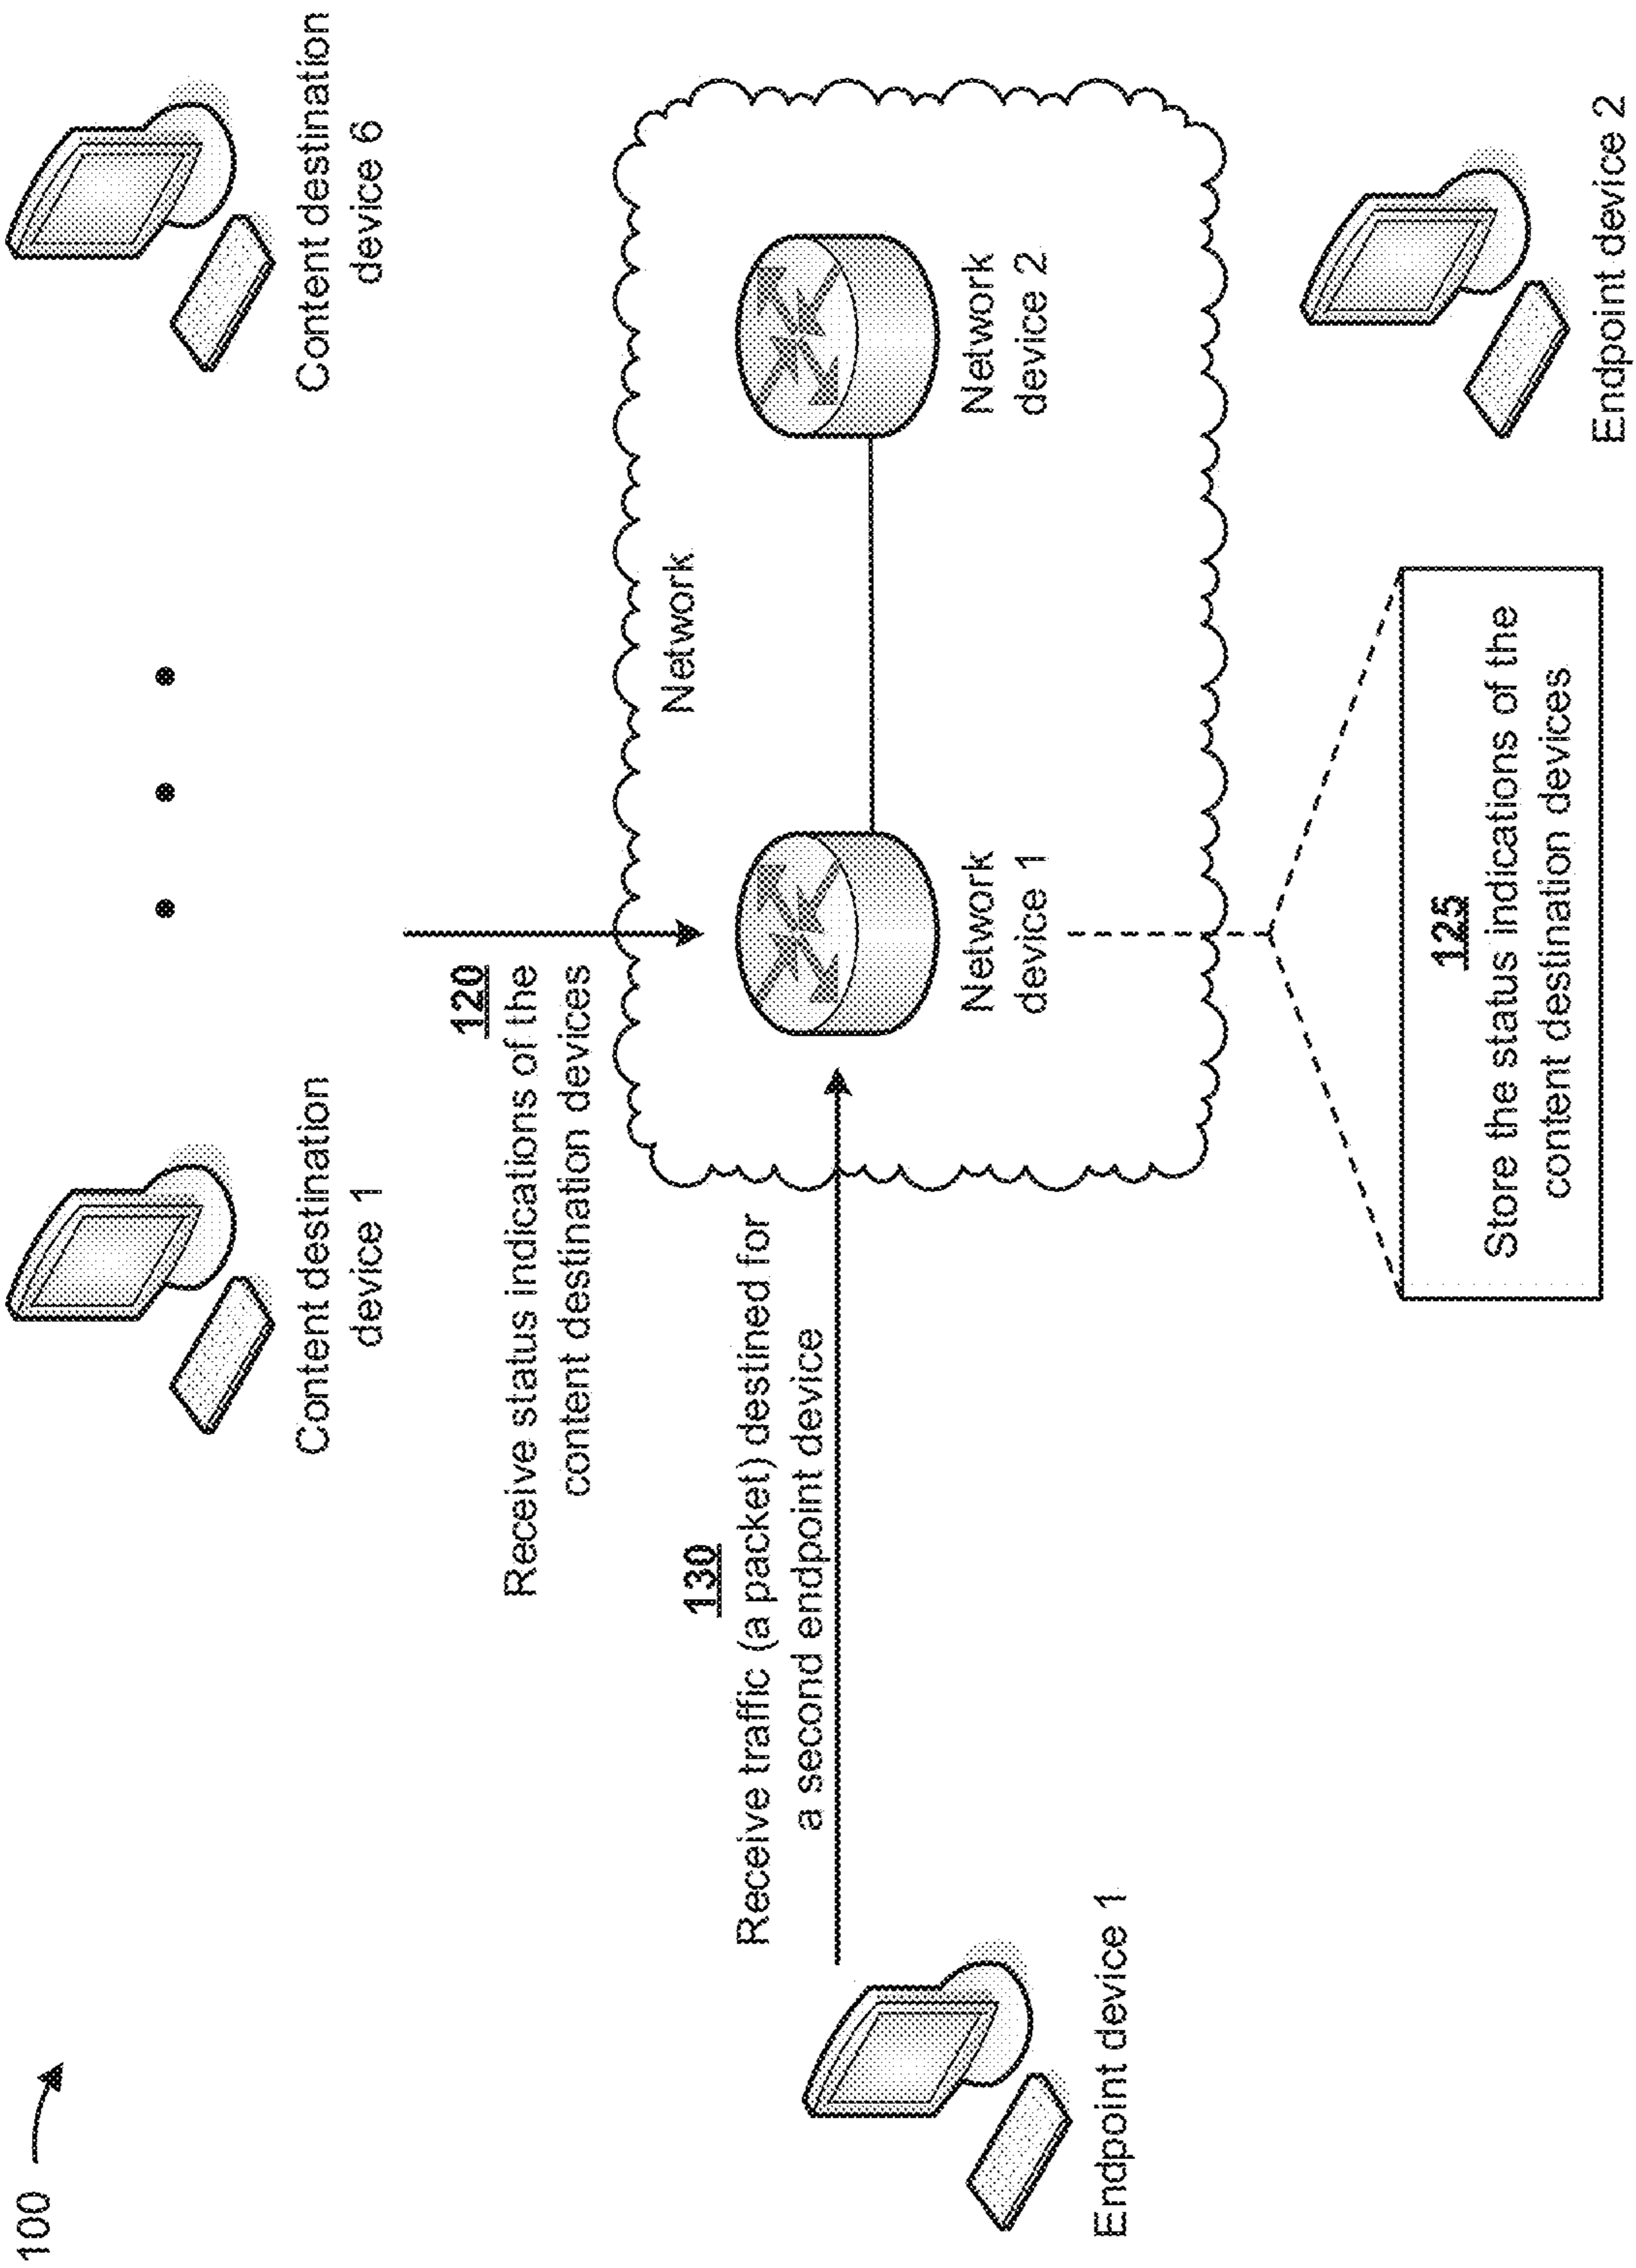 100
Content destination
device 1
Content destination
device 6
120
Receive status indications of the
content destination devices
130
Receive traffic (a packet) destined for
a second endpoint device
Network
Network
device 1
Network
device 2
Endpoint device 1
125
Store the status indications of the
content destination devices
Endpoint device 2